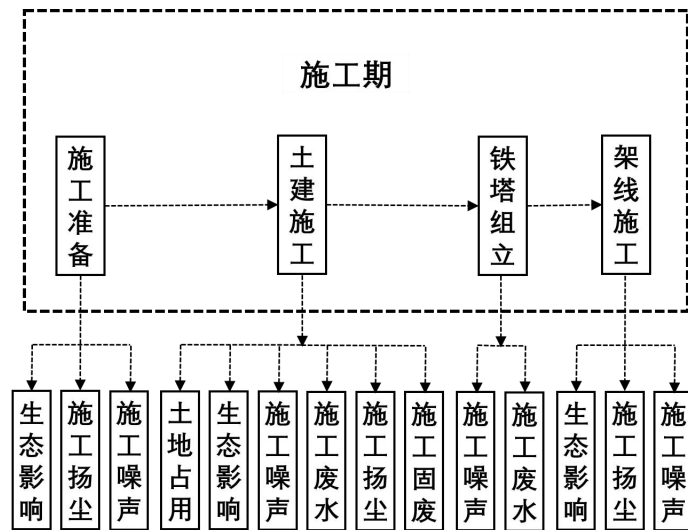 施工期
施工准备
土建施工
铁塔组立
架线施工
生态影响
施工扬尘
施工噪声
土地占用
生态影响
施工噪声
施工废水
施工扬尘
施工固废
施工噪声
施工废水
生态影响
施工扬尘
施工噪声